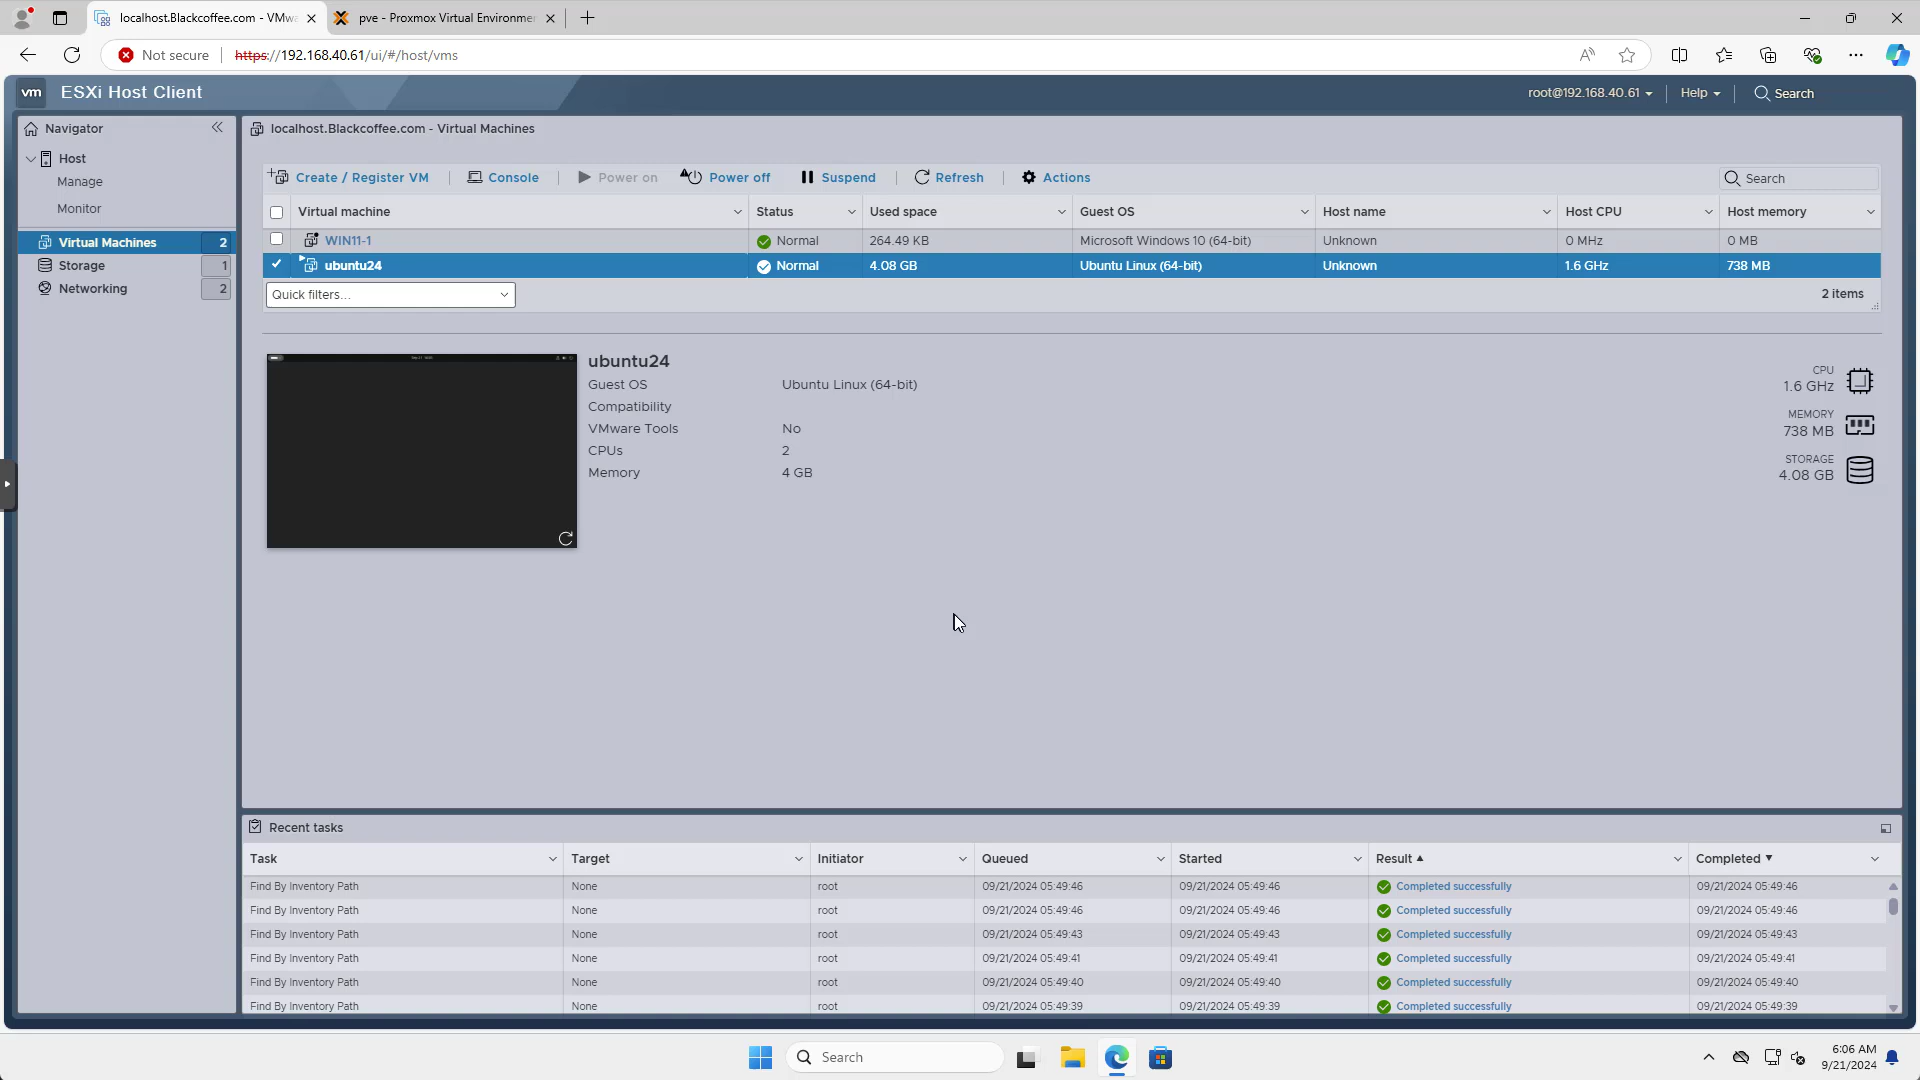 localhost.Blackcoffee.com - VMwa
pve - Proxmox Virtual Environme
Not secure
https://192.168.40.61/ui/#/host/vms
vm
ESXi Host Client
root@192.168.40.61
Help
Search
Navigator
Host
Manage
Monitor
Virtual Machines 2
Storage 1
Networking 2
localhost.Blackcoffee.com - Virtual Machines
Create / Register VM Console Power on Power off Suspend Refresh Actions
Search
Virtual machine Status Used space Guest OS Host name Host CPU Host memory
WIN11-1 Normal 264.49 KB Microsoft Windows 10 (64-bit) Unknown 0 MHz 0 MB
ubuntu24 Normal 4.08 GB Ubuntu Linux (64-bit) Unknown 1.6 GHz 738 MB
Quick filters...
2 items
ubuntu24
Guest OS Ubuntu Linux (64-bit)
Compatibility
VMware Tools No
CPUs 2
Memory 4 GB
CPU
1.6 GHz
MEMORY
738 MB
STORAGE
4.08 GB
Recent tasks
Task Target Initiator Queued Started Result Completed
Find By Inventory Path None root 09/21/2024 05:49:46 09/21/2024 05:49:46 Completed successfully 09/21/2024 05:49:46
Find By Inventory Path None root 09/21/2024 05:49:46 09/21/2024 05:49:46 Completed successfully 09/21/2024 05:49:46
Find By Inventory Path None root 09/21/2024 05:49:43 09/21/2024 05:49:43 Completed successfully 09/21/2024 05:49:43
Find By Inventory Path None root 09/21/2024 05:49:41 09/21/2024 05:49:41 Completed successfully 09/21/2024 05:49:41
Find By Inventory Path None root 09/21/2024 05:49:40 09/21/2024 05:49:40 Completed successfully 09/21/2024 05:49:40
Find By Inventory Path None root 09/21/2024 05:49:39 09/21/2024 05:49:39 Completed successfully 09/21/2024 05:49:39
Search
6:06 AM
9/21/2024